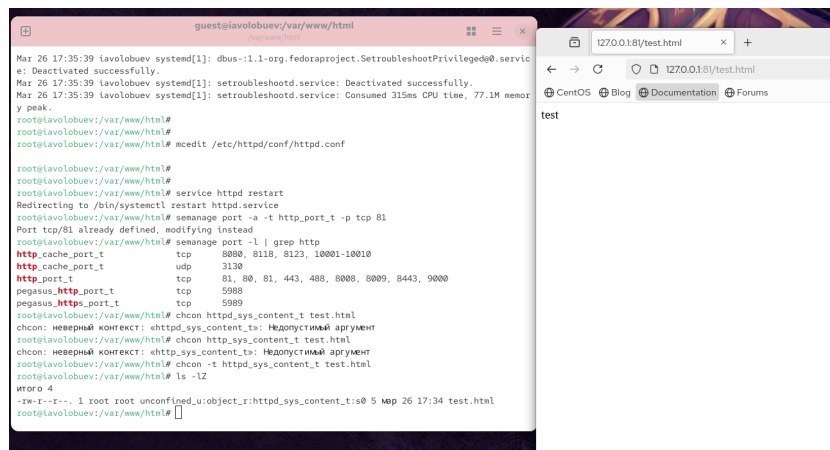 guest@iavolobuev:/var/www/html
/var/www/html
Mar 26 17:35:39 iavolobuev systemd[1]: dbus-:1.1-org.fedoraproject.SetroubleshootPrivileged@0.servic
e: Deactivated successfully.
Mar 26 17:35:39 iavolobuev systemd[1]: setroubleshootd.service: Deactivated successfully.
Mar 26 17:35:39 iavolobuev systemd[1]: setroubleshootd.service: Consumed 315ms CPU time, 77.1M memor
y peak.
root@iavolobuev:/var/www/html#
root@iavolobuev:/var/www/html#
root@iavolobuev:/var/www/html# mcedit /etc/httpd/conf/httpd.conf
root@iavolobuev:/var/www/html#
root@iavolobuev:/var/www/html#
root@iavolobuev:/var/www/html# service httpd restart
Redirecting to /bin/systemctl restart httpd.service
root@iavolobuev:/var/www/html# semanage port -a -t http_port_t -p tcp 81
Port tcp/81 already defined, modifying instead
root@iavolobuev:/var/www/html# semanage port -l | grep http
http_cache_port_t tcp 8080, 8118, 8123, 10001-10010
http_cache_port_t udp 3130
http_port_t tcp 81, 80, 81, 443, 488, 8008, 8009, 8443, 9000
pegasus_http_port_t tcp 5988
pegasus_https_port_t tcp 5989
root@iavolobuev:/var/www/html# chcon httpd_sys_content_t test.html
chcon: неверный контекст: «httpd_sys_content_t»: Недопустимый аргумент
root@iavolobuev:/var/www/html# chcon http_sys_content_t test.html
chcon: неверный контекст: «http_sys_content_t»: Недопустимый аргумент
root@iavolobuev:/var/www/html# chcon -t httpd_sys_content_t test.html
root@iavolobuev:/var/www/html# ls -lZ
итого 4
-rw-r--r--. 1 root root unconfined_u:object_r:httpd_sys_content_t:s0 5 мар 26 17:34 test.html
root@iavolobuev:/var/www/html#
127.0.0.1:81/test.html
127.0.0.1:81/test.html
CentOS Blog Documentation Forums
test